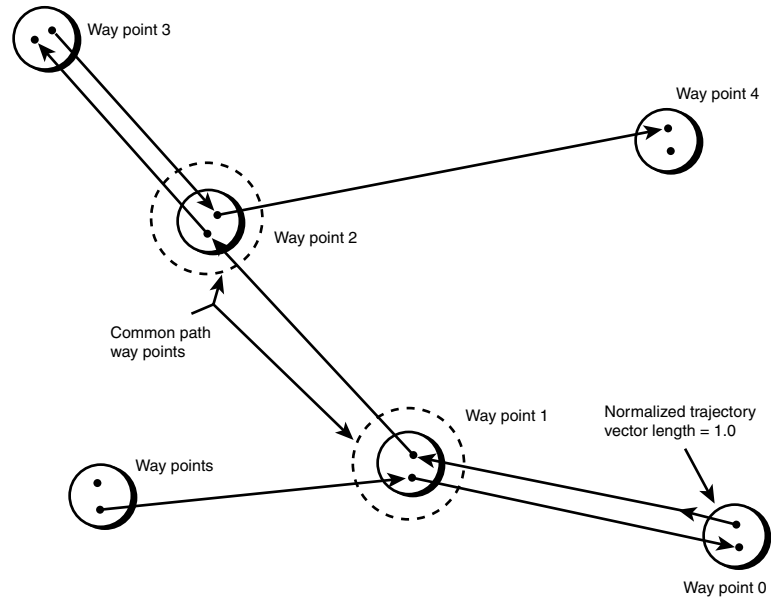 Way point 3
Way point 4
Way point 2
Common path
way points
Way point 1
Normalized trajectory
vector length = 1.0
Way points
Way point 0